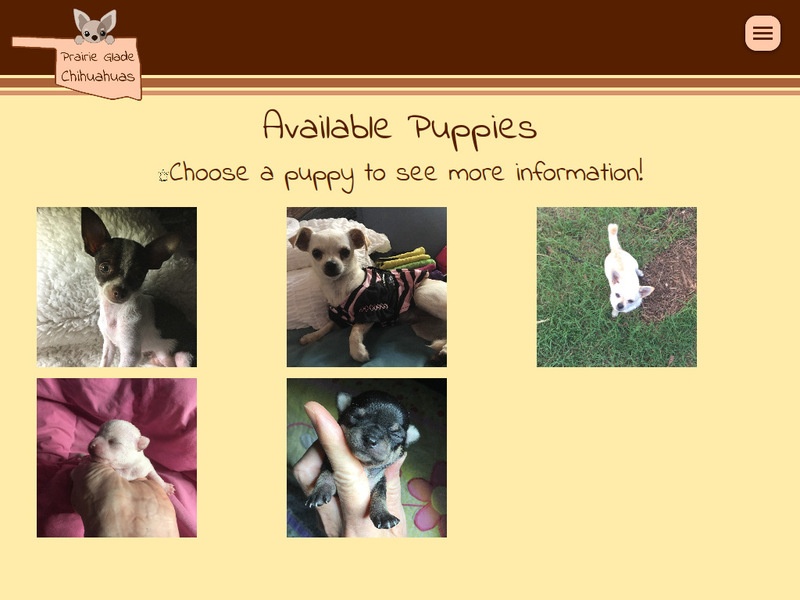 Prairie Glade
Chihuahuas
Available Puppies
Choose a puppy to see more information!